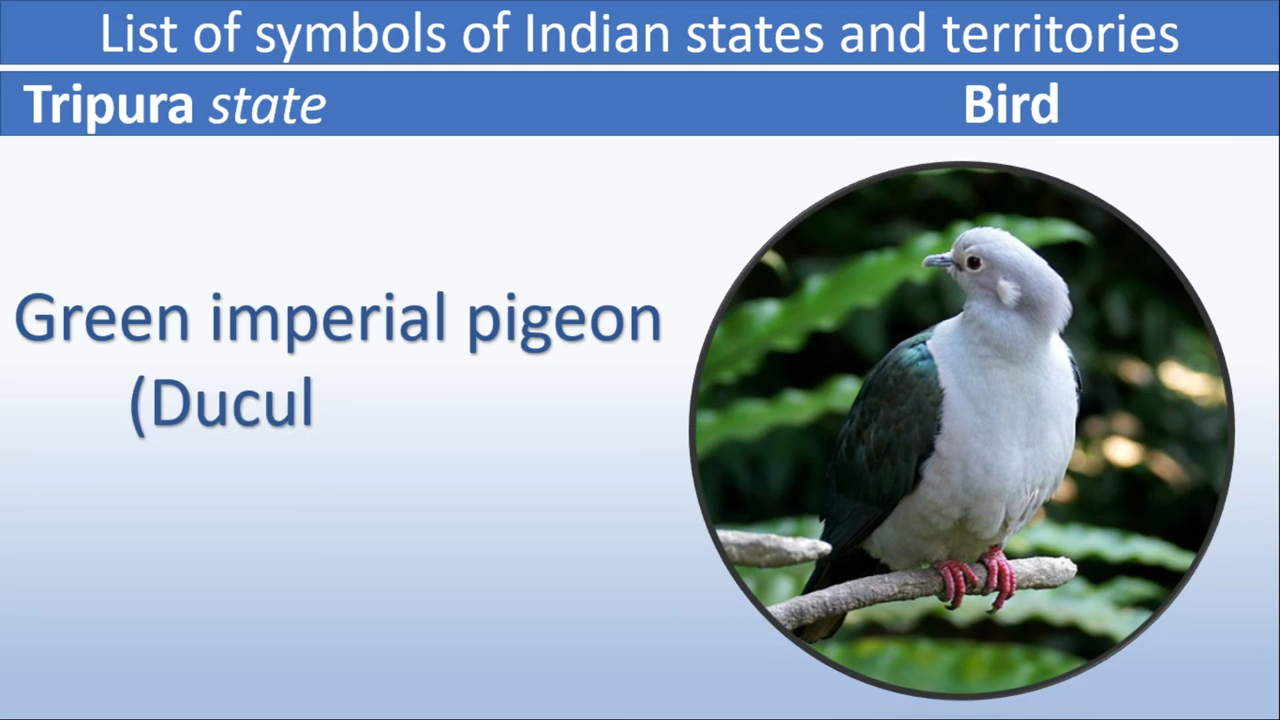 List of symbols of Indian states and territories
Tripura state
Bird
Green imperial pigeon
(Ducul